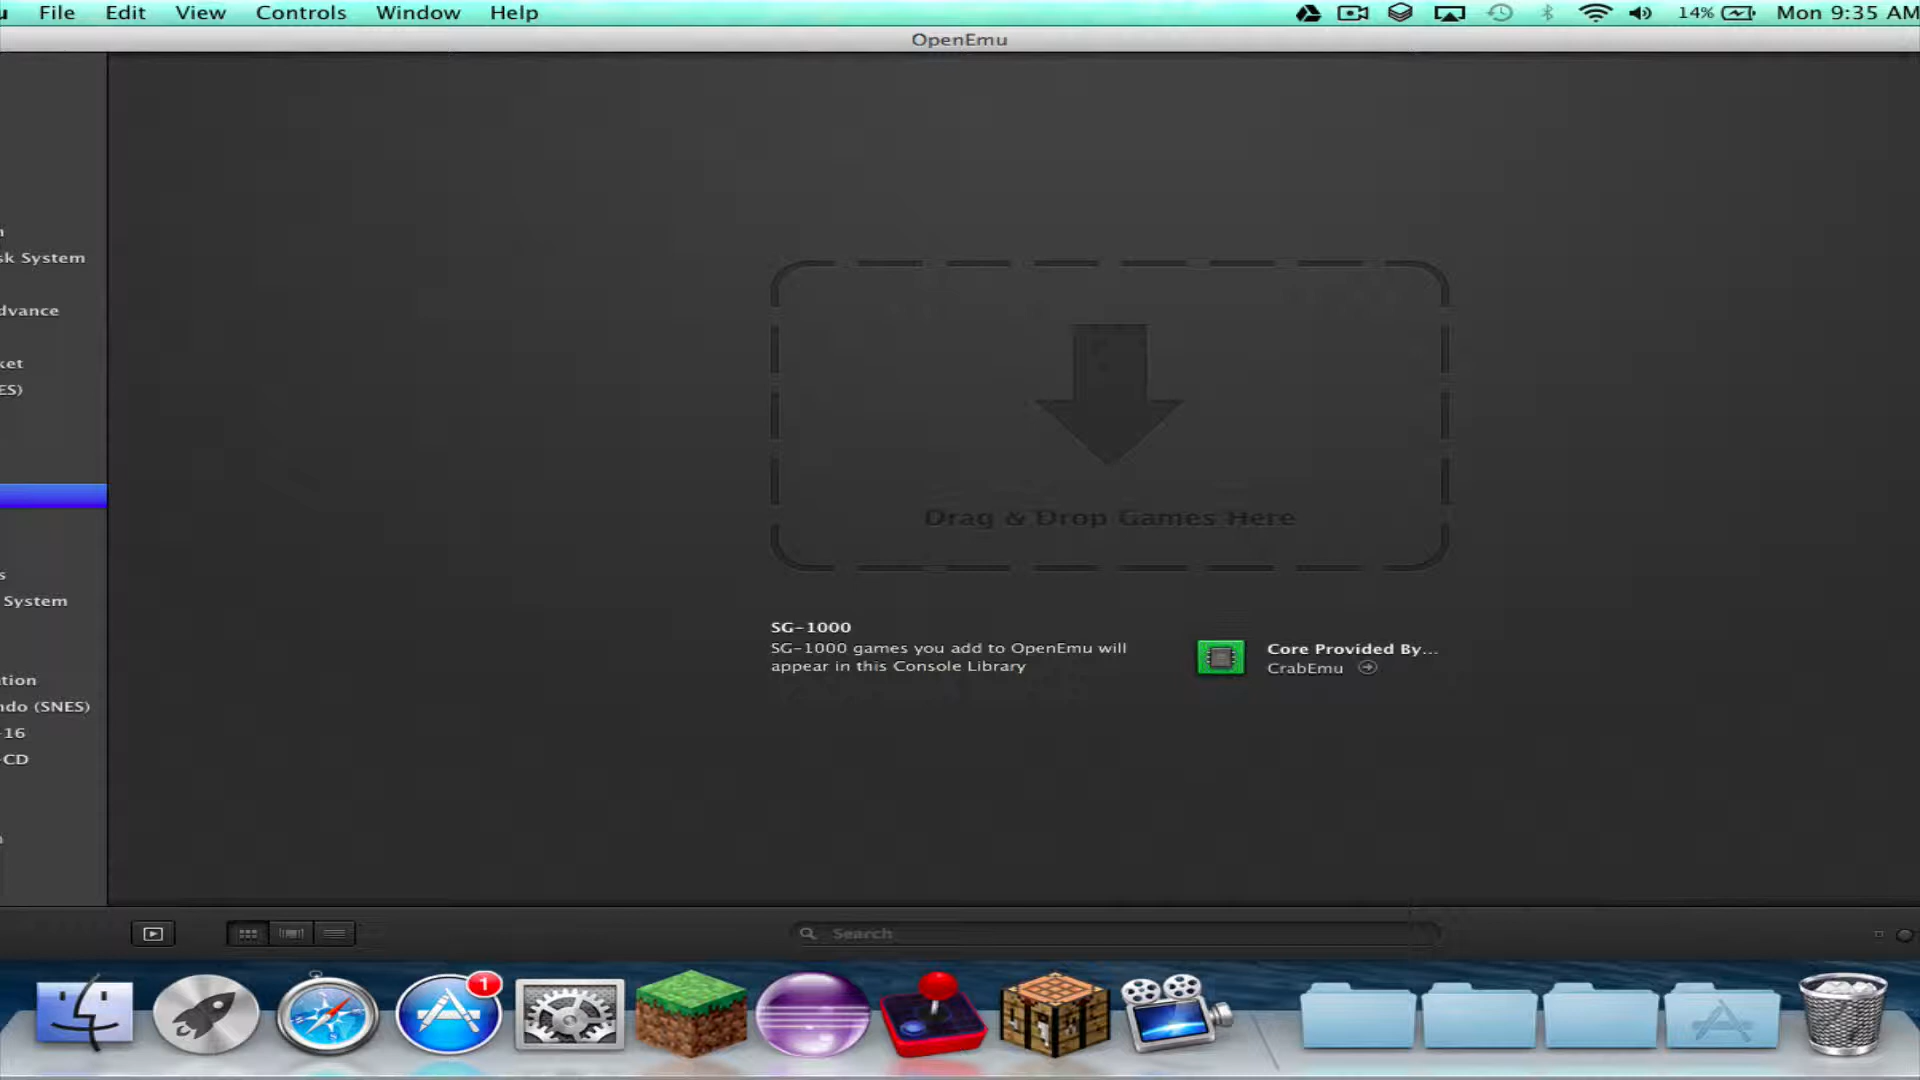 File Edit View Controls Window Help
14% Mon 9:35 AM
OpenEmu
sk System
dvance
ket
ES)
s
System
tion
ndo (SNES)
-16
-CD
Drag & Drop Games Here
SG-1000
SG-1000 games you add to OpenEmu will
appear in this Console Library
Core Provided By...
CrabEmu
Search
1